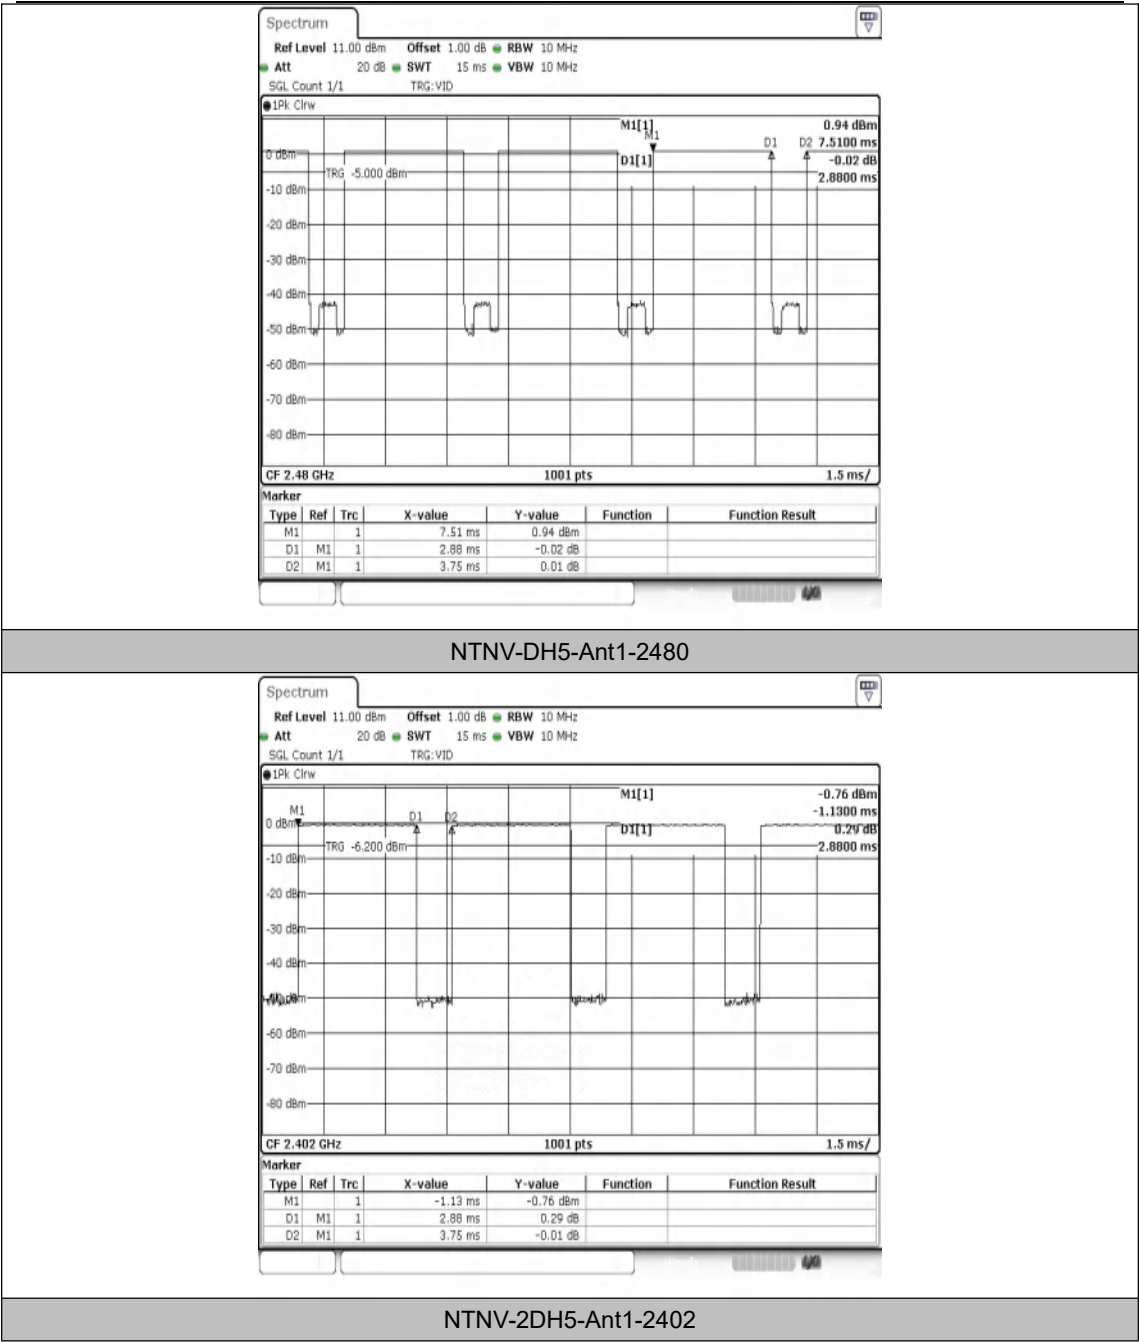 Spectrum
Ref Level 11.00 dBm Offset 1.00 dB RBW 10 MHz
Att 20 dB SWT 15 ms VBW 10 MHz
SGL Count 1/1 TRG:VID
1Pk Clrw
M1[1] 0.94 dBm
M1 D1 D2 7.5100 ms
0 dBm D1[1] -0.02 dB
TRG -5.000 dBm 2.8800 ms
-10 dBm
-20 dBm
-30 dBm
-40 dBm
-50 dBm
-60 dBm
-70 dBm
-80 dBm
CF 2.48 GHz 1001 pts 1.5 ms/
Marker
Type Ref Trc X-value Y-value Function Function Result
M1 1 7.51 ms 0.94 dBm
D1 M1 1 2.88 ms -0.02 dB
D2 M1 1 3.75 ms 0.01 dB
NTNV-DH5-Ant1-2480
Spectrum
Ref Level 11.00 dBm Offset 1.00 dB RBW 10 MHz
Att 20 dB SWT 15 ms VBW 10 MHz
SGL Count 1/1 TRG:VID
1Pk Clrw
M1[1] -0.76 dBm
M1 D1 D2 -1.1300 ms
0 dBm D1[1] 0.29 dB
TRG -6.200 dBm 2.8800 ms
-10 dBm
-20 dBm
-30 dBm
-40 dBm
-60 dBm
-70 dBm
-80 dBm
CF 2.402 GHz 1001 pts 1.5 ms/
Marker
Type Ref Trc X-value Y-value Function Function Result
M1 1 -1.13 ms -0.76 dBm
D1 M1 1 2.88 ms 0.29 dB
D2 M1 1 3.75 ms -0.01 dB
NTNV-2DH5-Ant1-2402